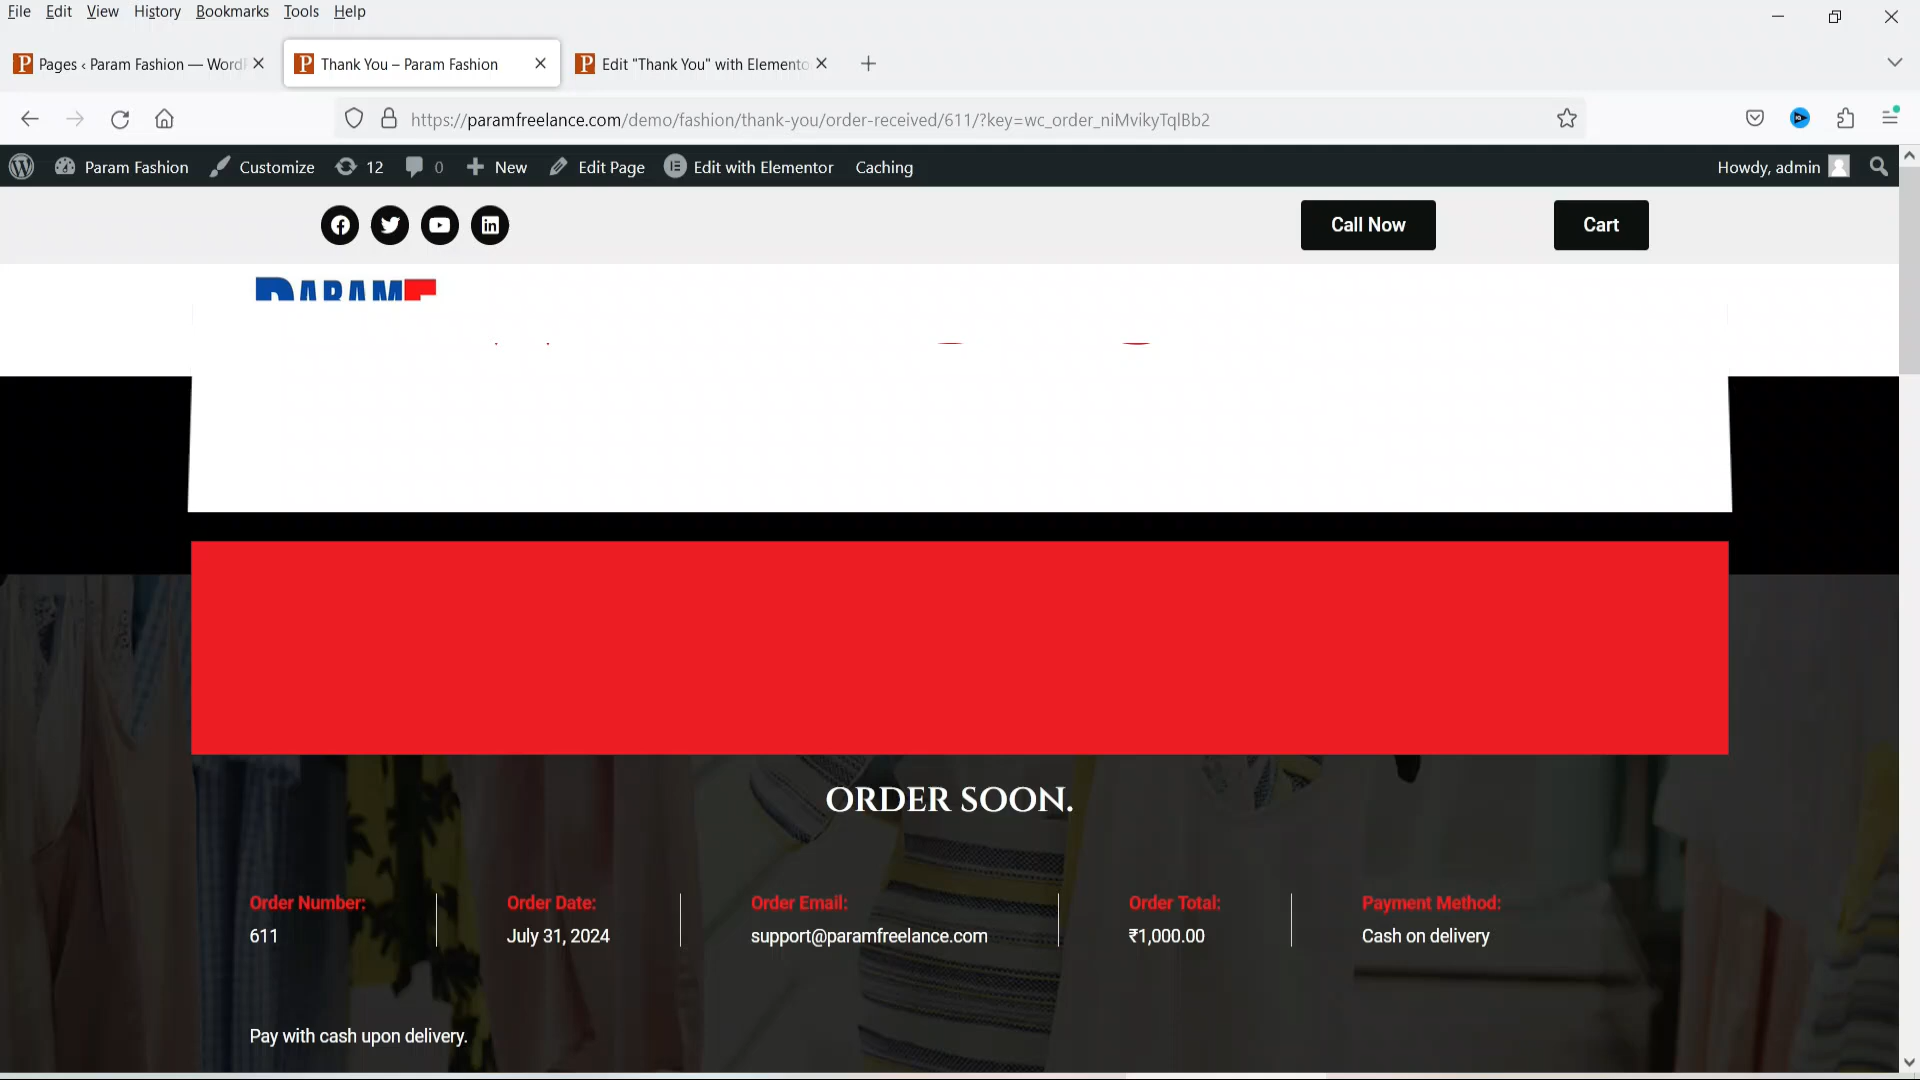 File Edit View History Bookmarks Tools Help
Pages ‹ Param Fashion — Word
Thank You – Param Fashion
Edit "Thank You" with Elemento
https://paramfreelance.com/demo/fashion/thank-you/order-received/611/?key=wc_order_niMvikyTqlBb2
Param Fashion Customize 12 0 New Edit Page Edit with Elementor Caching Howdy, admin
Call Now Cart
ORDER SOON.
Order Number: Order Date: Order Email: Order Total: Payment Method:
611 July 31, 2024 support@paramfreelance.com ₹1,000.00 Cash on delivery
Pay with cash upon delivery.